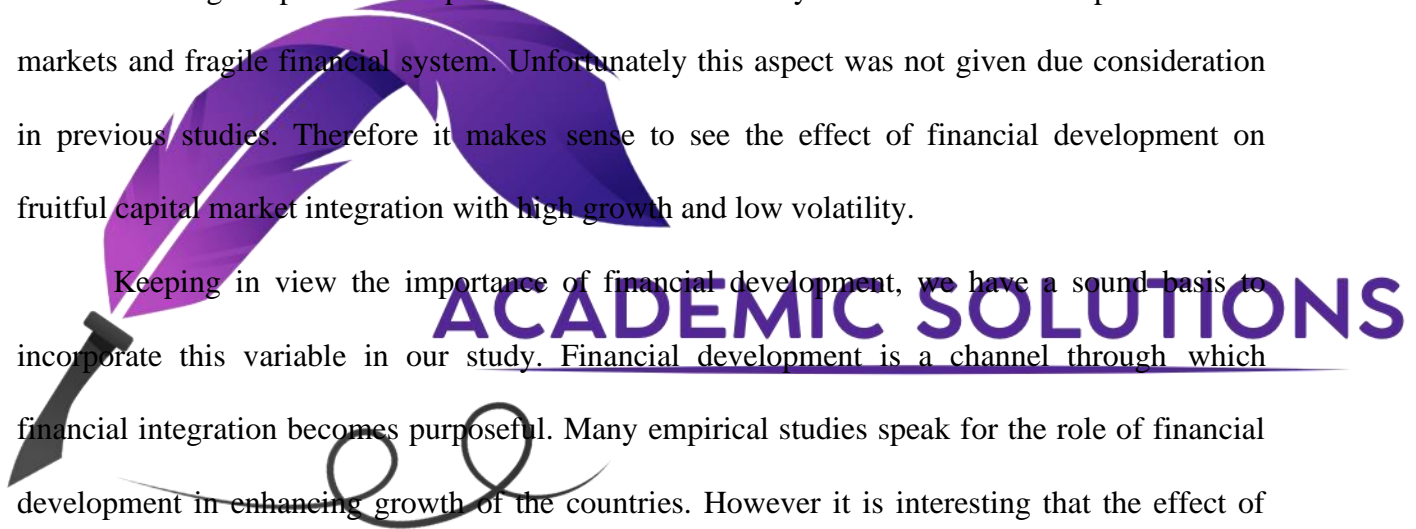 markets and fragile financial system. Unfortunately this aspect was not given due consideration
in previous studies. Therefore it makes sense to see the effect of financial development on
fruitful capital market integration with high growth and low volatility.
Keeping in view the importance of financial development, we have a sound basis to
ACADEMIC SOLUTIONS
incorporate this variable in our study. Financial development is a channel through which
financial integration becomes purposeful. Many empirical studies speak for the role of financial
development in enhancing growth of the countries. However it is interesting that the effect of